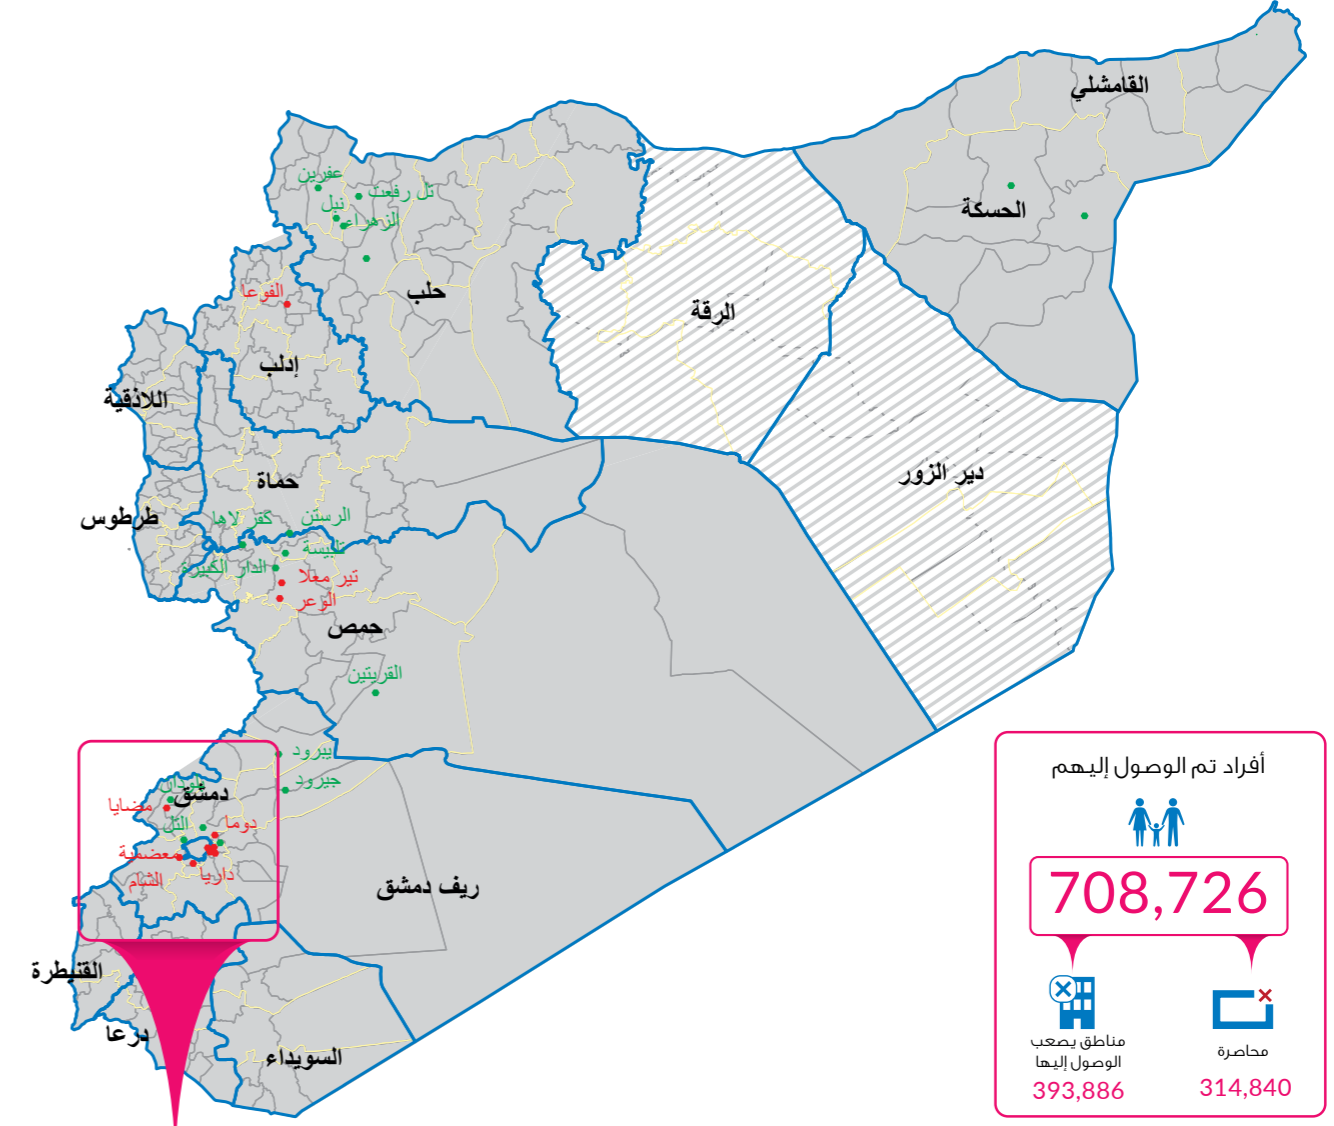 القامشلي
عفرين
تل رفعت
نبل
الزهراء
الحسكة
الفوعا
حلب
الرقة
إدلب
اللاذقية
دير الزور
حماة
طرطوس
كفر لاها
الرستن
تلبيسة
الدار الكبيرة
تير معلا
الوعر
حمص
القريتين
يبرود
جيرود
بلودان
دمشق
مضايا
التل
دوما
معضمية
الشام
داريا
ريف دمشق
القنيطرة
درعا
السويداء
أفراد تم الوصول إليهم
708,726
محاصرة
314,840
مناطق يصعب
الوصول إليها
393,886